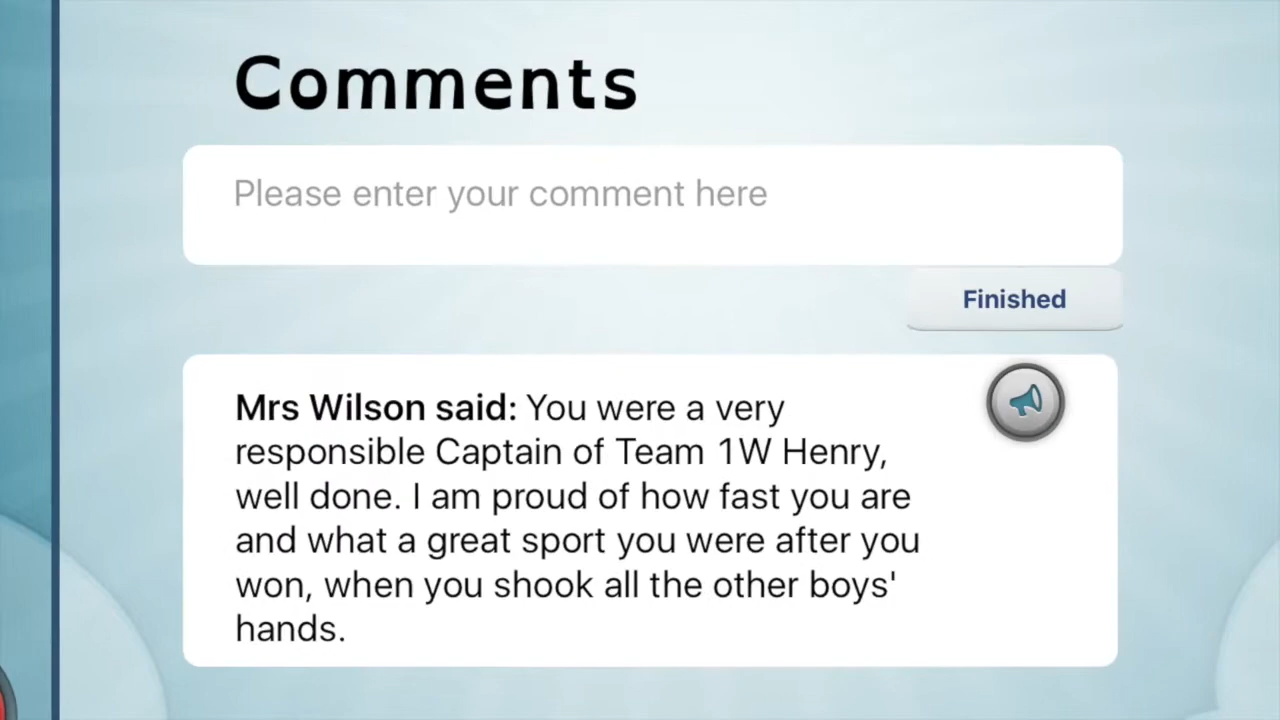 Comments
Please enter your comment here
Finished
Mrs Wilson said: You were a very
responsible Captain of Team 1W Henry,
well done. I am proud of how fast you are
and what a great sport you were after you
won, when you shook all the other boys'
hands.